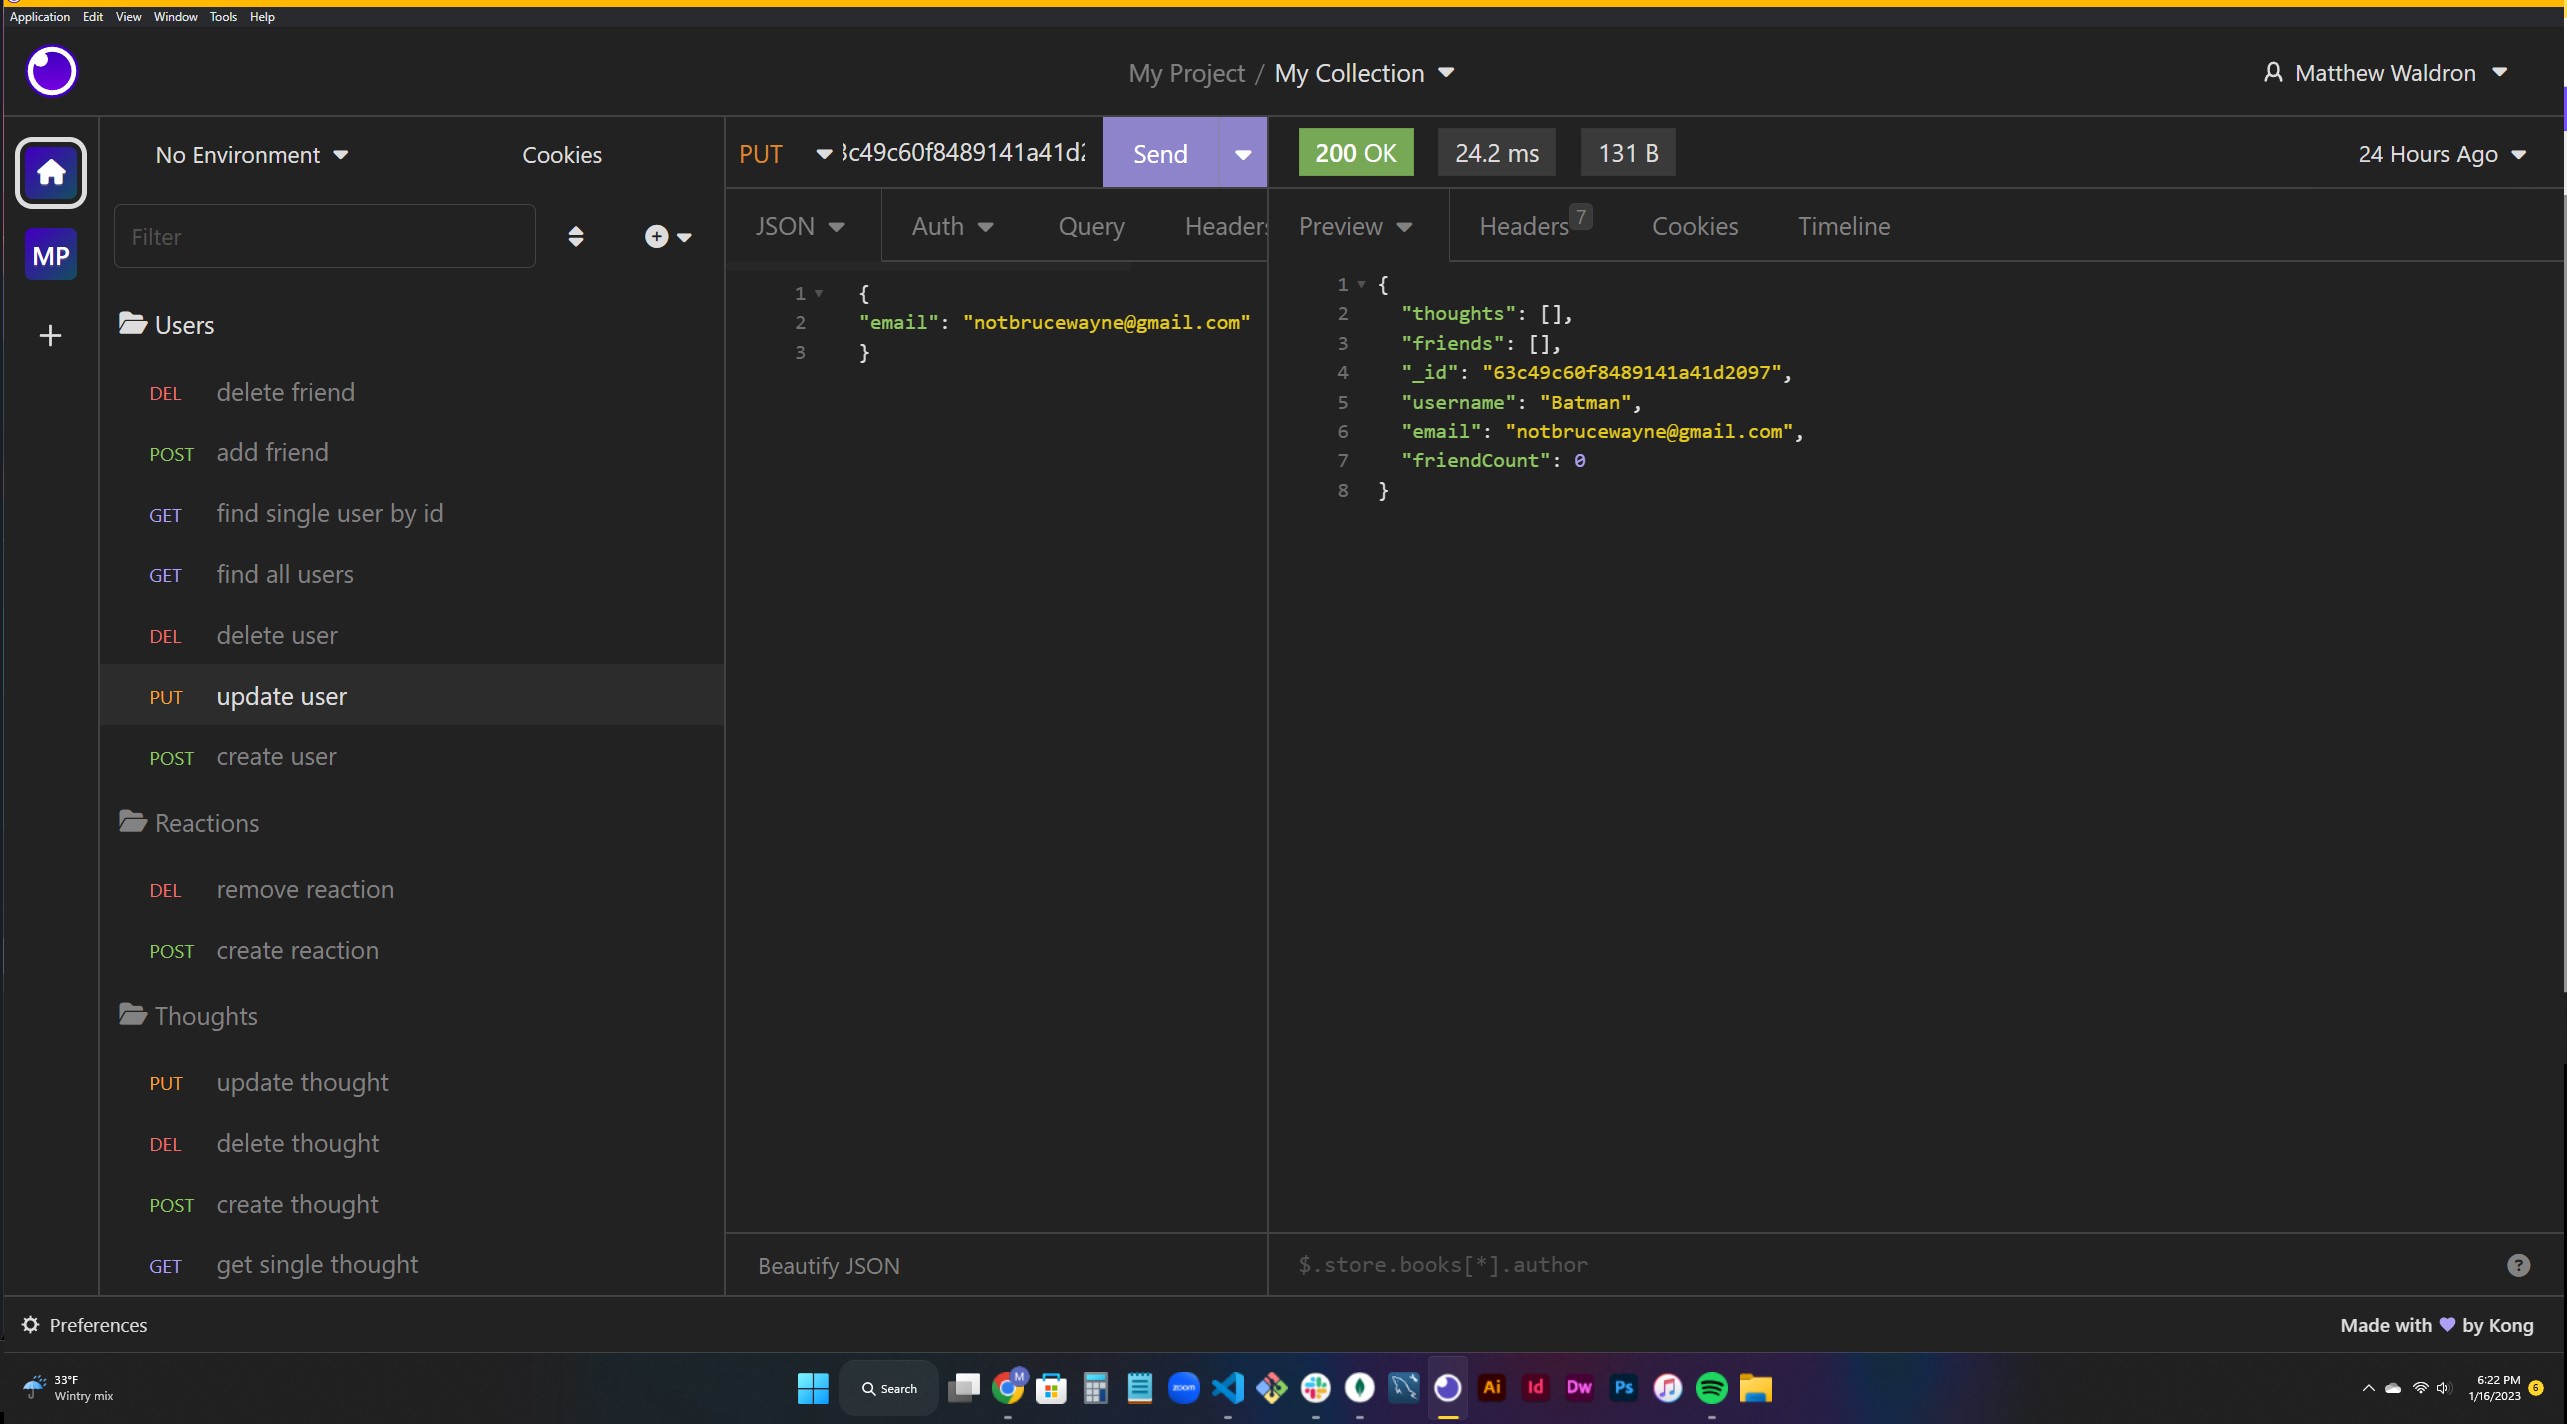 Application Edit View Window Tools Help
My Project / My Collection
Matthew Waldron
No Environment
Cookies
PUT
3c49c60f8489141a41d2
Send
200 OK
24.2 ms
131 B
24 Hours Ago
MP
Filter
JSON
Auth
Query
Headers
Preview
Headers 7
Cookies
Timeline
Users
DEL delete friend
POST add friend
GET find single user by id
GET find all users
DEL delete user
PUT update user
POST create user
Reactions
DEL remove reaction
POST create reaction
Thoughts
PUT update thought
DEL delete thought
POST create thought
GET get single thought
1 {
2 "email": "notbrucewayne@gmail.com"
3 }
1 {
2 "thoughts": [],
3 "friends": [],
4 "_id": "63c49c60f8489141a41d2097",
5 "username": "Batman",
6 "email": "notbrucewayne@gmail.com",
7 "friendCount": 0
8 }
Beautify JSON
$.store.books[*].author
?
Preferences
Made with 💜 by Kong
33°F
Wintry mix
Search
M
zoom
Ai
Id
Dw
Ps
6:22 PM
1/16/2023
6